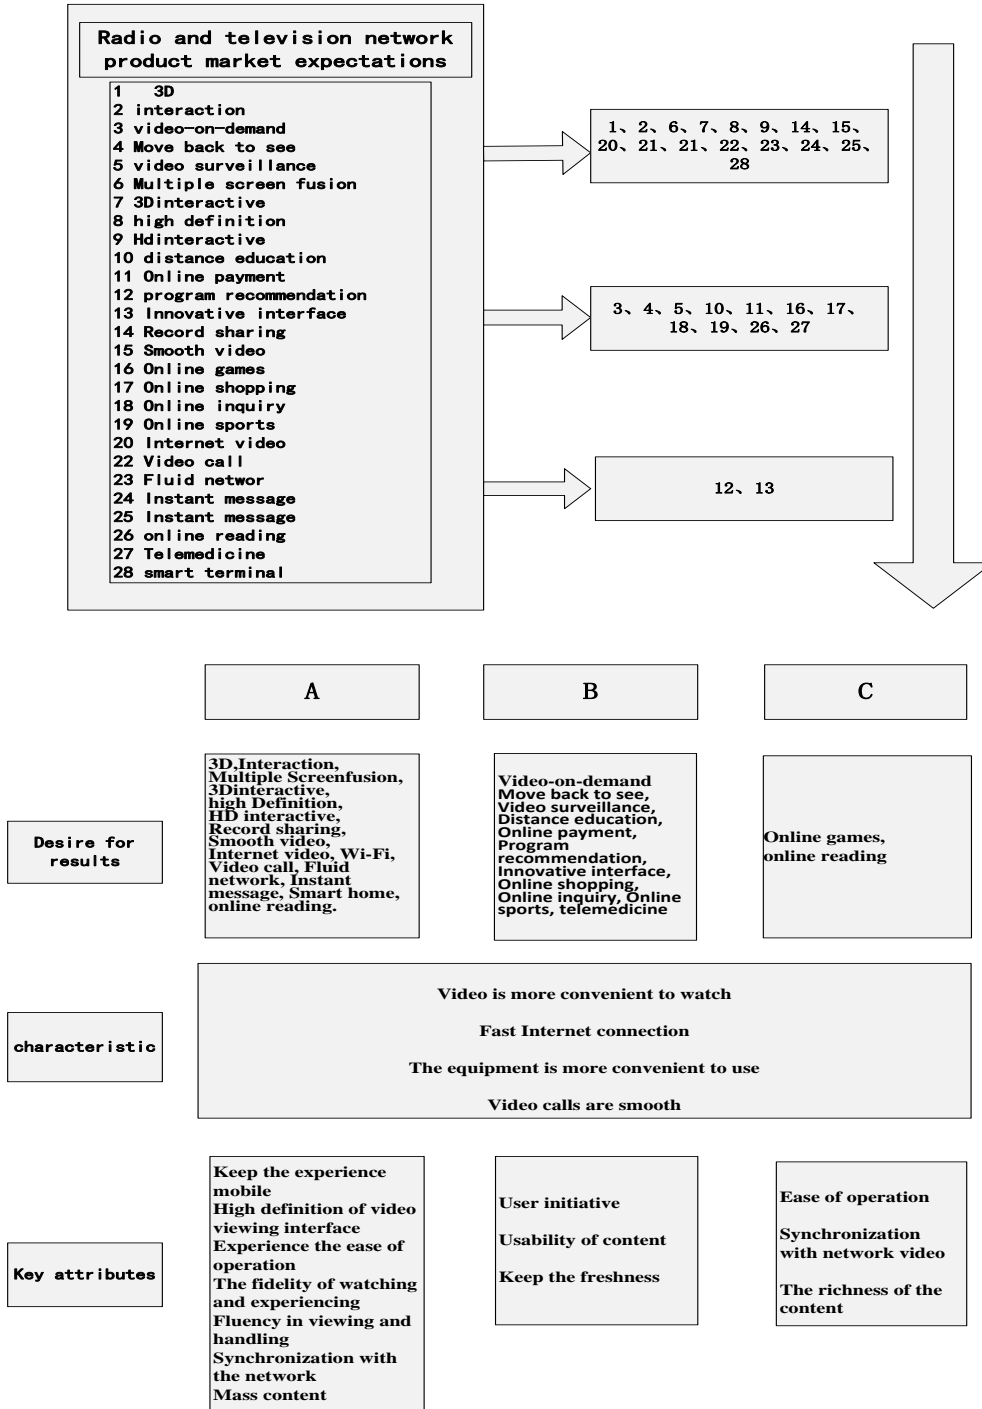 Radio and television network
product market expectations
1 3D
2 interaction
3 video-on-demand
4 Move back to see
5 video surveillance
6 Multiple screen fusion
7 3Dinteractive
8 high definition
9 Hdinteractive
10 distance education
11 Online payment
12 program recommendation
13 Innovative interface
14 Record sharing
15 Smooth video
16 Online games
17 Online shopping
18 Online inquiry
19 Online sports
20 Internet video
22 Video call
23 Fluid networ
24 Instant message
25 Instant message
26 online reading
27 Telemedicine
28 smart terminal
1、2、6、7、8、9、14、15、
20、21、21、22、23、24、25、
28
3、4、5、10、11、16、17、
18、19、26、27
12、13
A
B
C
Desire for
results
3D,Interaction,
Multiple Screenfusion,
3Dinteractive,
high Definition,
HD interactive,
Record sharing,
Smooth video,
Internet video, Wi-Fi,
Video call, Fluid
network, Instant
message, Smart home,
online reading.
Video-on-demand
Move back to see,
Video surveillance,
Distance education,
Online payment,
Program
recommendation,
Innovative interface,
Online shopping,
Online inquiry, Online
sports, telemedicine
Online games,
online reading
characteristic
Video is more convenient to watch
Fast Internet connection
The equipment is more convenient to use
Video calls are smooth
Key attributes
Keep the experience
mobile
High definition of video
viewing interface
Experience the ease of
operation
The fidelity of watching
and experiencing
Fluency in viewing and
handling
Synchronization with
the network
Mass content
User initiative
Usability of content
Keep the freshness
Ease of operation
Synchronization
with network video
The richness of the
content